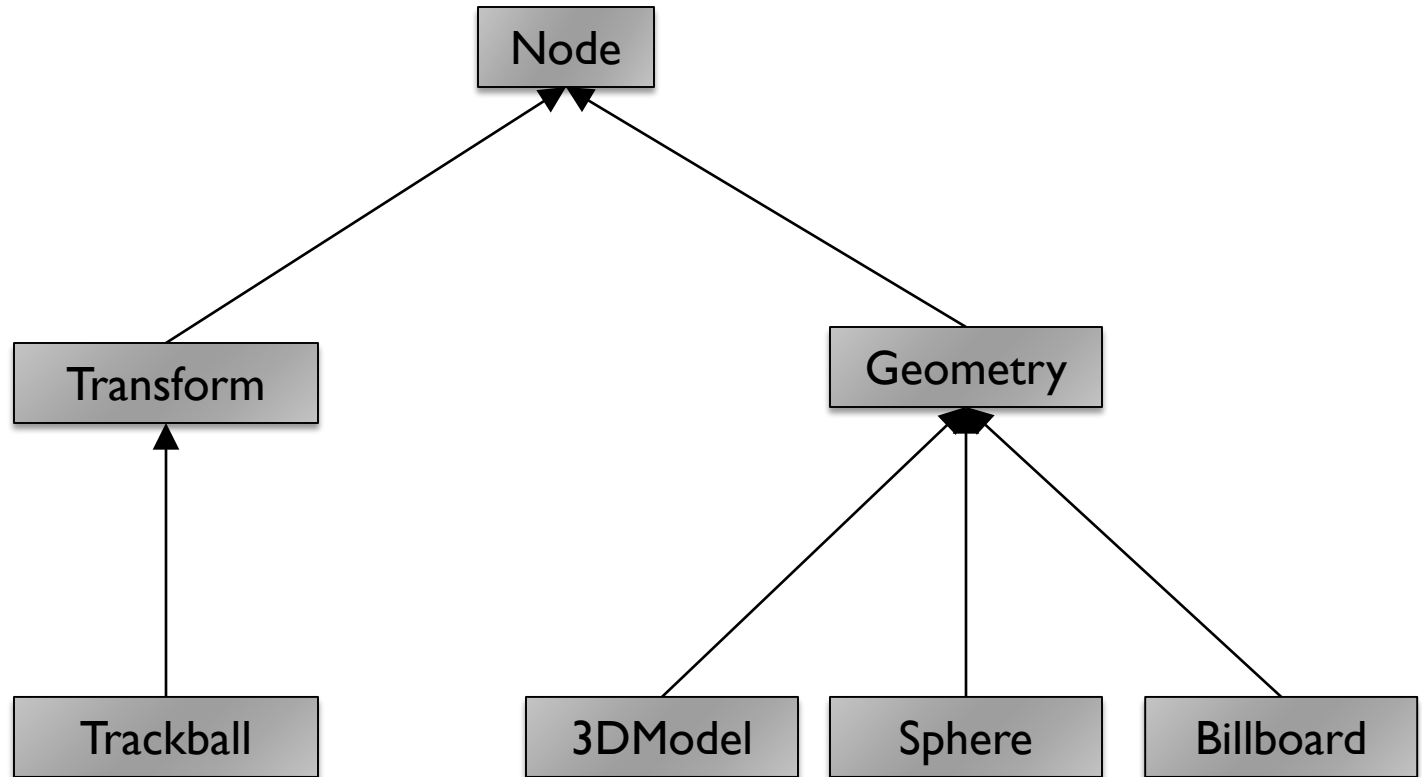 Node
Transform
Geometry
Trackball
3DModel
Sphere
Billboard